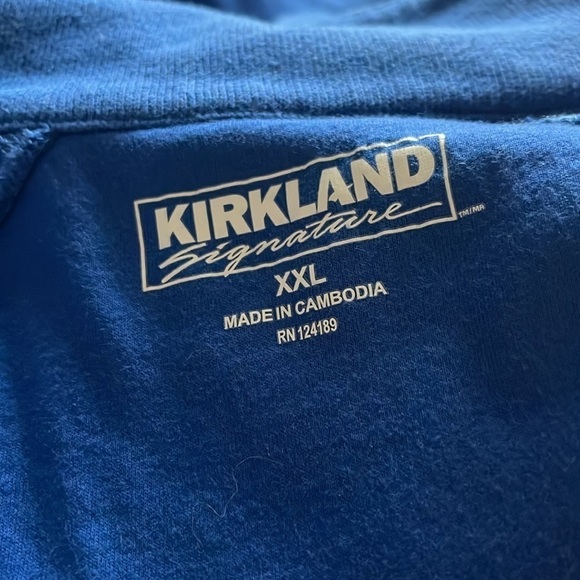 KIRKLAND
Signature
TM/MR
XXL
MADE IN CAMBODIA
RN 124189